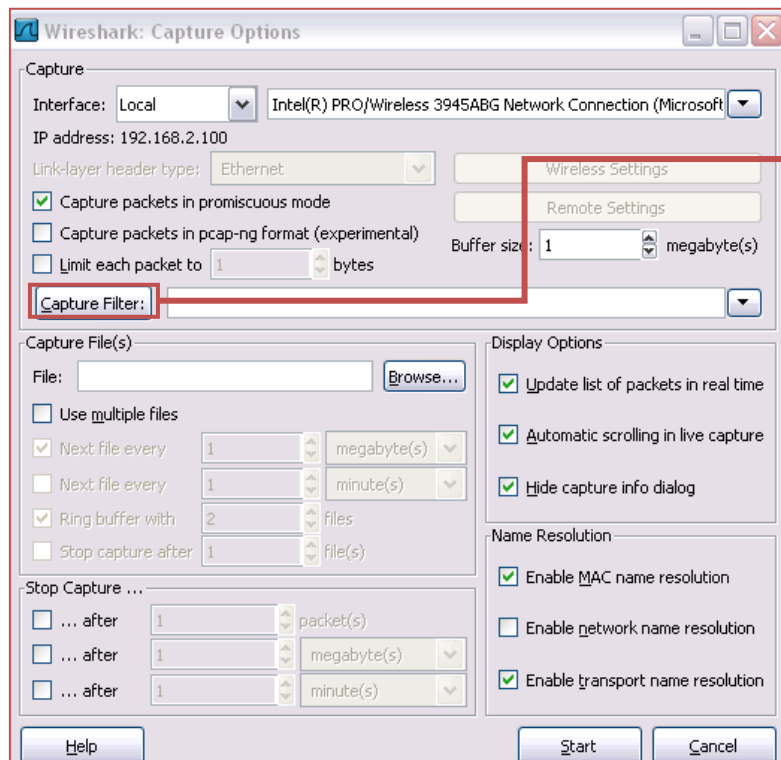 Wireshark: Capture Options
Capture
Interface: Local Intel(R) PRO/Wireless 3945ABG Network Connection (Microsoft
IP address: 192.168.2.100
Link-layer header type: Ethernet Wireless Settings
Capture packets in promiscuous mode Remote Settings
Capture packets in pcap-ng format (experimental)
Buffer size: 1 megabyte(s)
Limit each packet to 1 bytes
Capture Filter:
Capture File(s)
File: Browse...
Use multiple files
Next file every 1 megabyte(s)
Next file every 1 minute(s)
Ring buffer with 2 files
Stop capture after 1 file(s)
Display Options
Update list of packets in real time
Automatic scrolling in live capture
Hide capture info dialog
Name Resolution
Enable MAC name resolution
Enable network name resolution
Enable transport name resolution
Stop Capture ...
... after 1 packet(s)
... after 1 megabyte(s)
... after 1 minute(s)
Help Start Cancel